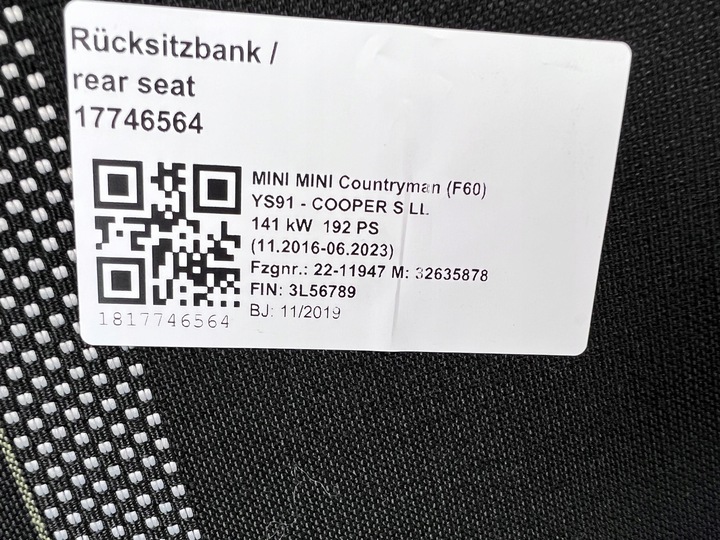 Rücksitzbank /
rear seat
17746564
MINI MINI Countryman (F60)
YS91 - COOPER S LL
141 kW 192 PS
(11.2016-06.2023)
Fzgnr.: 22-11947 M: 32635878
FIN: 3L56789
BJ: 11/2019
1817746564